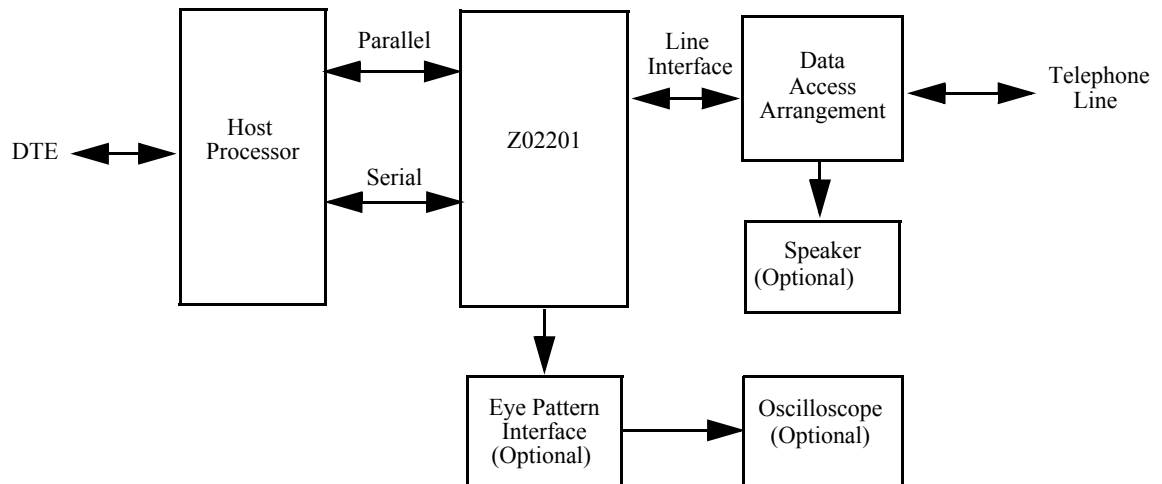 DTE
Host
Processor
Parallel
Serial
Z02201
Line
Interface
Data
Access
Arrangement
Telephone
Line
Speaker
(Optional)
Eye Pattern
Interface
(Optional)
Oscilloscope
(Optional)